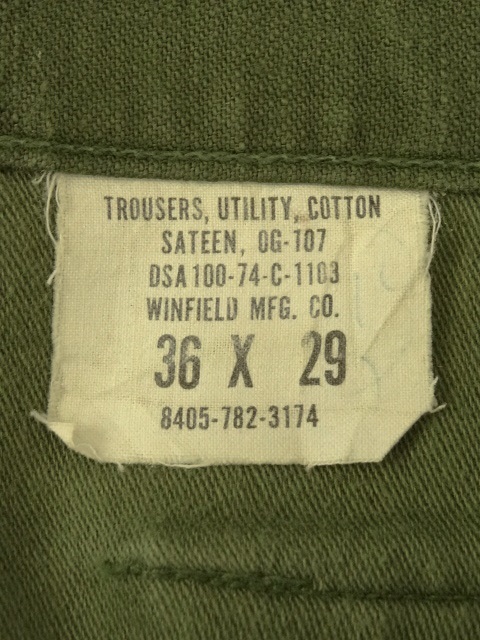 TROUSERS, UTILITY, COTTON
SATEEN, OG-107
DSA100-74-C-1103
WINFIELD MFG. CO.
36 X 29
8405-782-3174